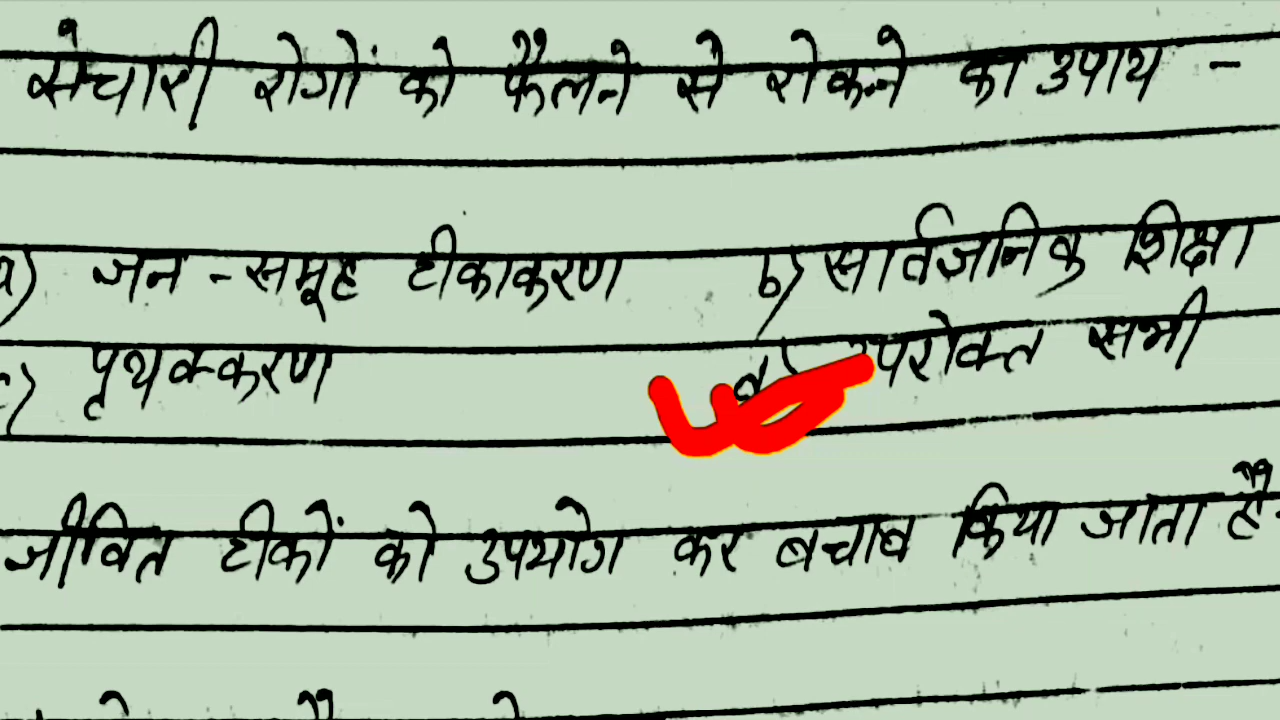 संचारी रोगों को फैलने से रोकने का उपाय -
a) जन - समूह टीकाकरण b) सार्वजनिक शिक्षा
c) पृथक्करण d) उपरोक्त सभी
जीवित टीकों को उपयोग कर बचाब किया जाता है -